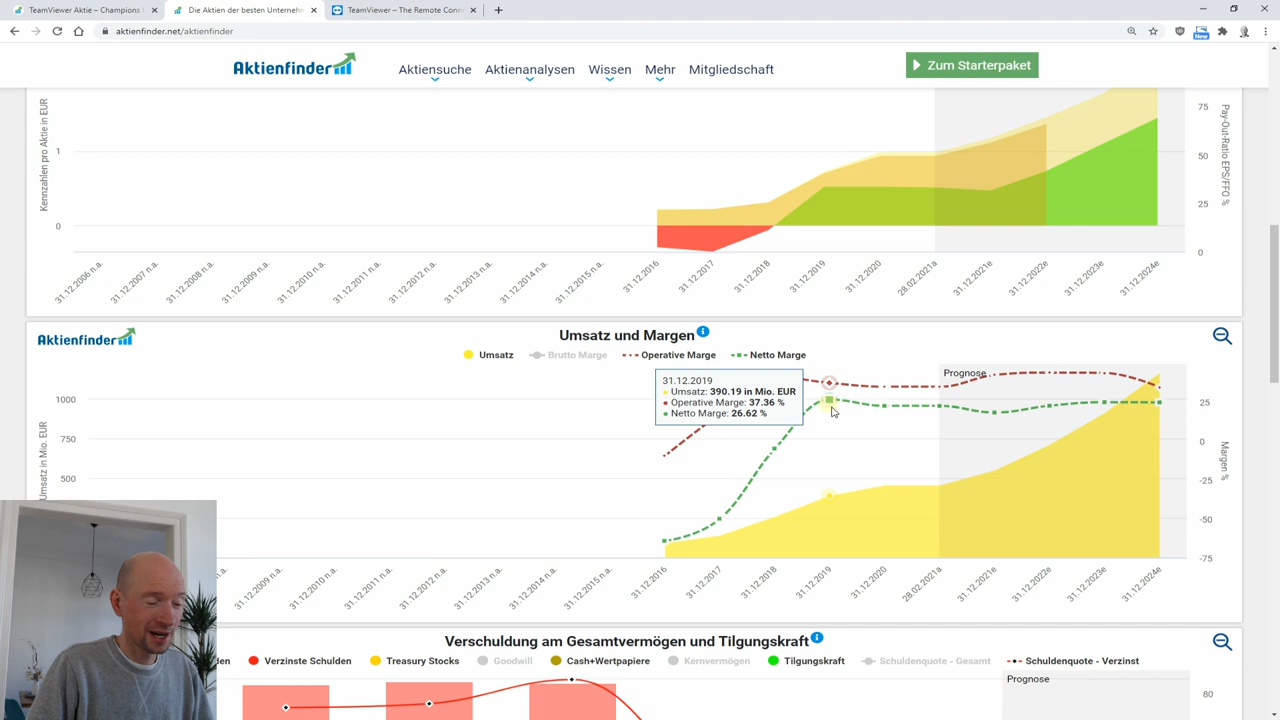 TeamViewer Aktie – Champions
Die Aktien der besten Unternehm
TeamViewer – The Remote Conn
aktienfinder.net/aktienfinder
New
Aktienfinder
Aktiensuche
Aktienanalysen
Wissen
Mehr
Mitgliedschaft
Zum Starterpaket
Kennzahlen pro Aktie in EUR
1
0
75
50
25
0
Pay-Out-Ratio EPS/FFO %
31.12.2006 n.a.
31.12.2007 n.a.
31.12.2008 n.a.
31.12.2009 n.a.
31.12.2010 n.a.
31.12.2011 n.a.
31.12.2012 n.a.
31.12.2013 n.a.
31.12.2014 n.a.
31.12.2015 n.a.
31.12.2016
31.12.2017
31.12.2018
31.12.2019
31.12.2020
28.02.2021a
31.12.2021e
31.12.2022e
31.12.2023e
31.12.2024e
Aktienfinder
Umsatz und Margen
Umsatz
Brutto Marge
Operative Marge
Netto Marge
31.12.2019
Umsatz: 390.19 in Mio. EUR
Operative Marge: 37.36 %
Netto Marge: 26.62 %
Prognose
1000
750
500
Umsatz in Mio. EUR
25
0
-25
-50
-75
Margen %
31.12.2009 n.a.
31.12.2010 n.a.
31.12.2011 n.a.
31.12.2012 n.a.
31.12.2013 n.a.
31.12.2014 n.a.
31.12.2015 n.a.
31.12.2016
31.12.2017
31.12.2018
31.12.2019
31.12.2020
28.02.2021a
31.12.2021e
31.12.2022e
31.12.2023e
31.12.2024e
Verschuldung am Gesamtvermögen und Tilgungskraft
den
Verzinste Schulden
Treasury Stocks
Goodwill
Cash+Wertpapiere
Kernvermögen
Tilgungskraft
Schuldenquote - Gesamt
Schuldenquote - Verzinst
Prognose
80